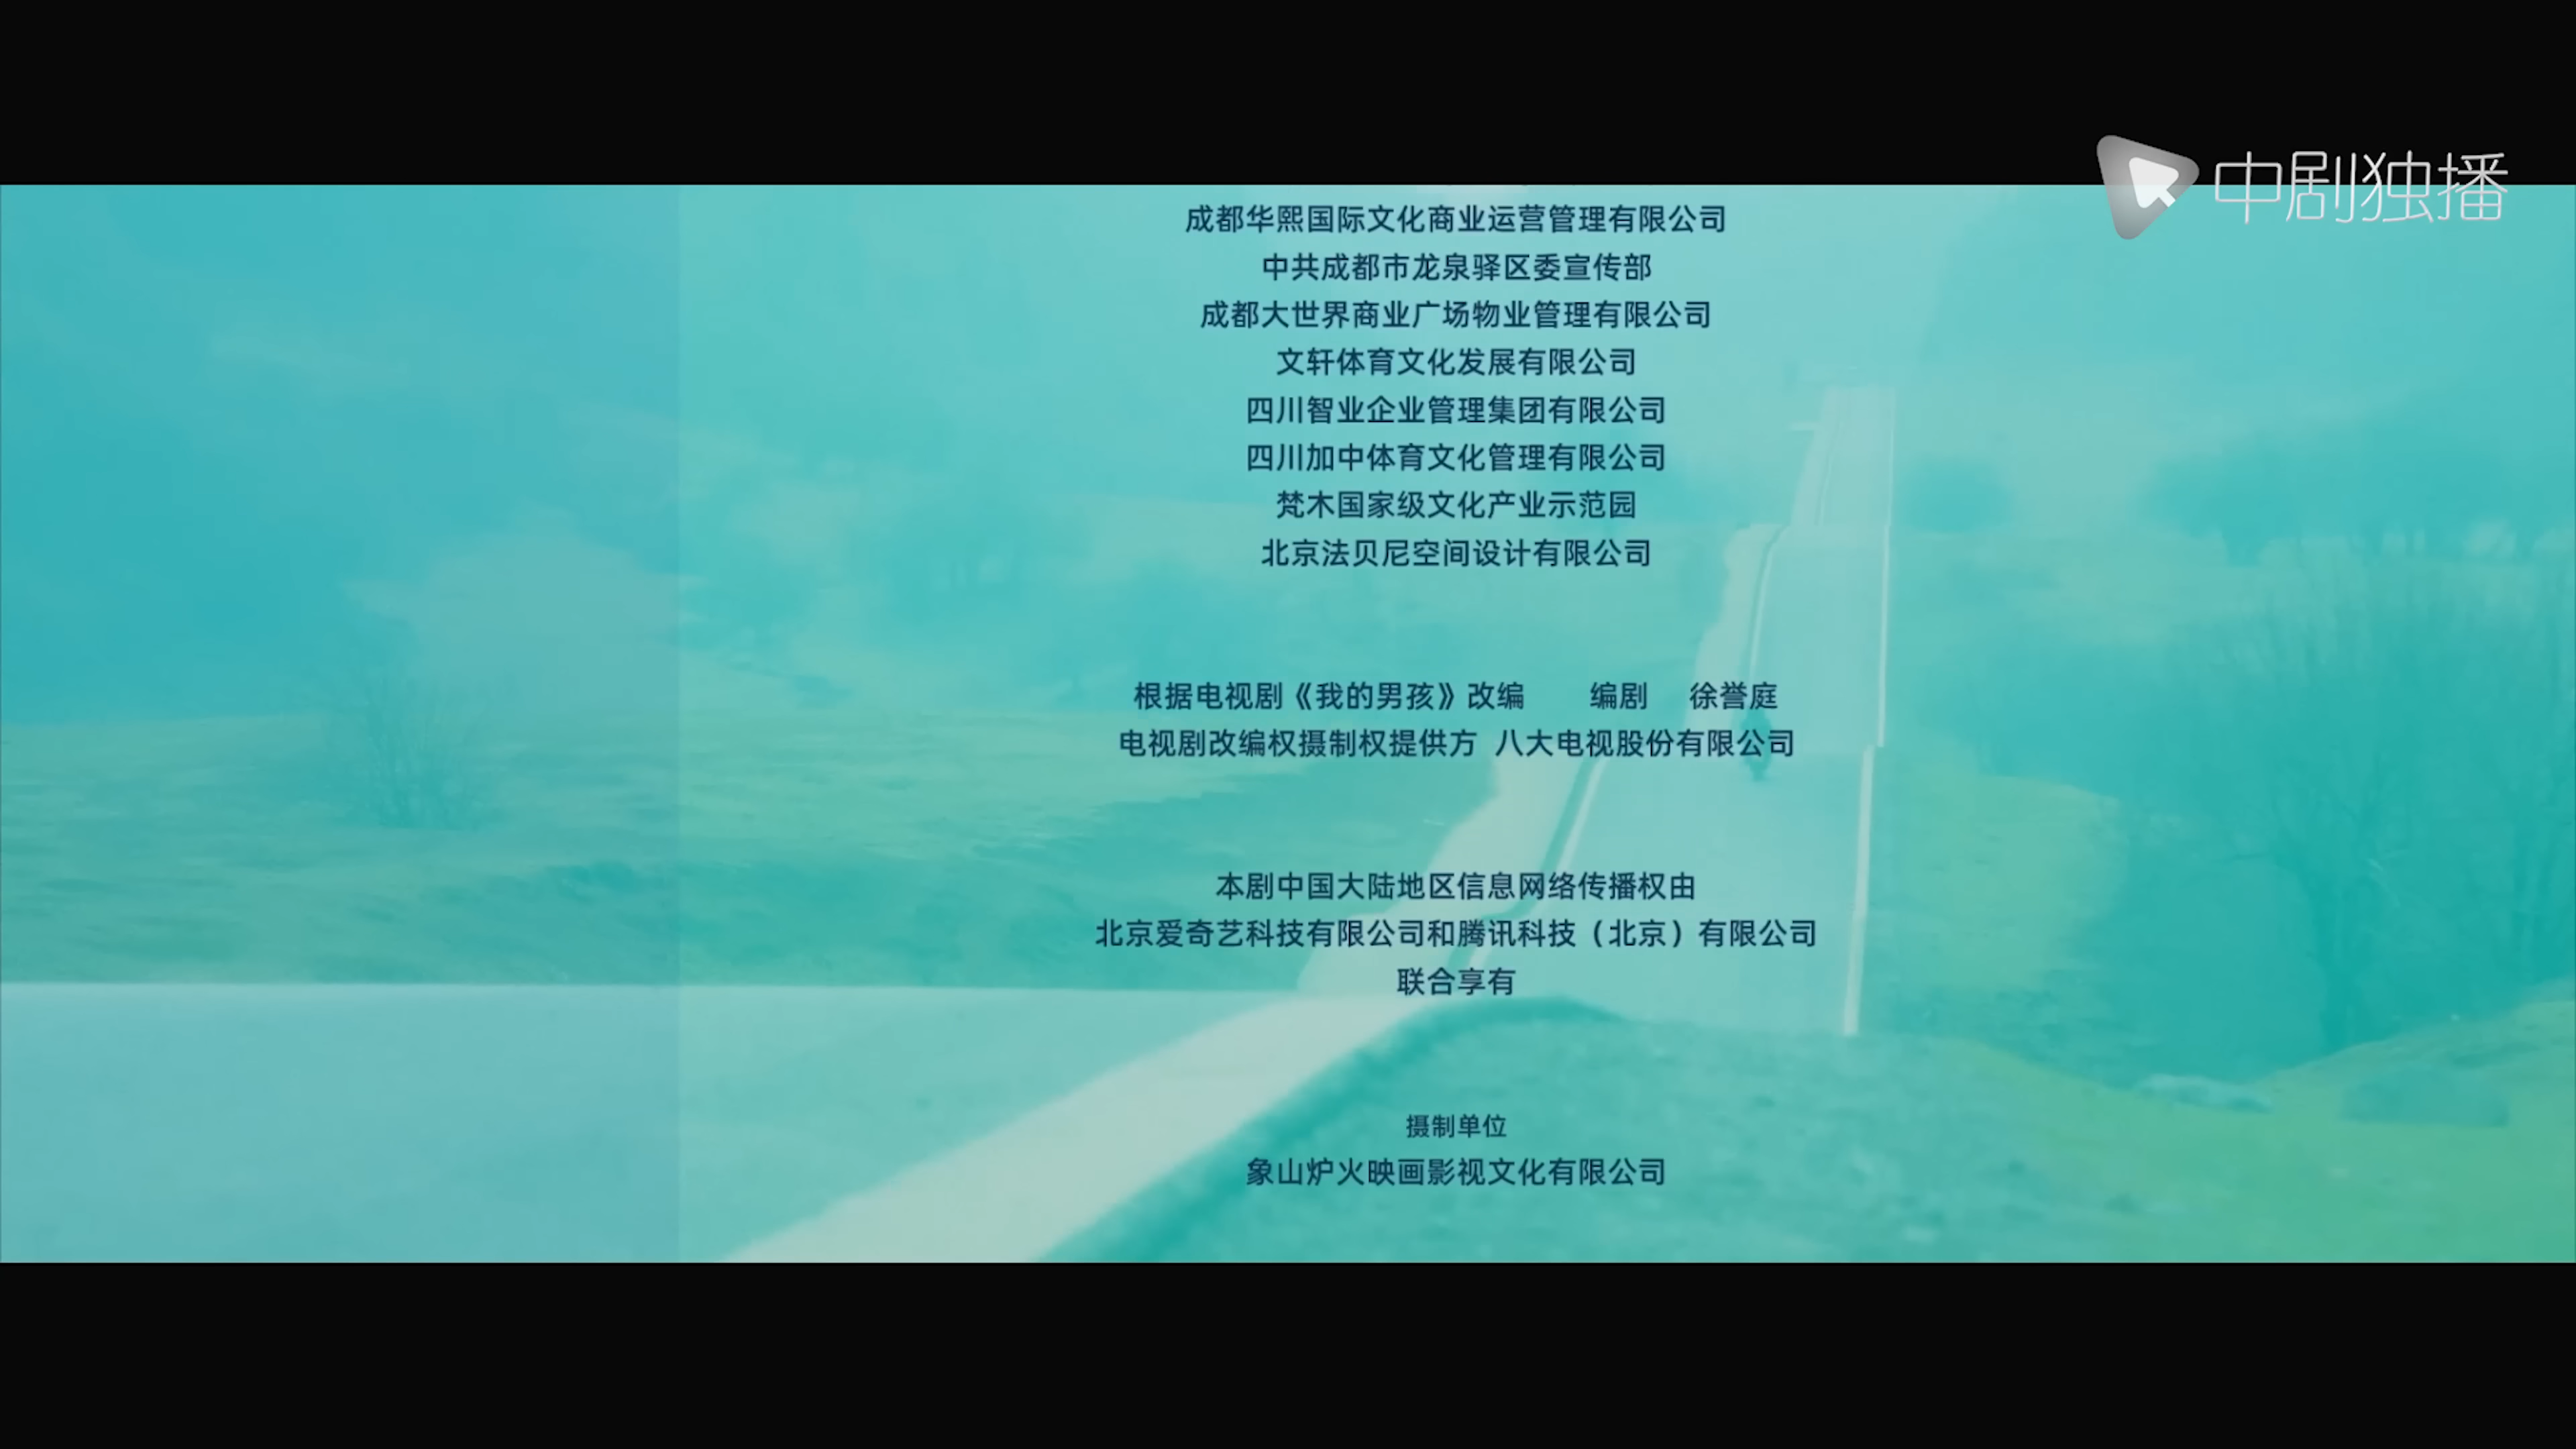 中剧独播
成都华熙国际文化商业运营管理有限公司
中共成都市龙泉驿区委宣传部
成都大世界商业广场物业管理有限公司
文轩体育文化发展有限公司
四川智业企业管理集团有限公司
四川加中体育文化管理有限公司
梵木国家级文化产业示范园
北京法贝尼空间设计有限公司
根据电视剧《我的男孩》改编 编剧 徐誉庭
电视剧改编权摄制权提供方 八大电视股份有限公司
本剧中国大陆地区信息网络传播权由
北京爱奇艺科技有限公司和腾讯科技（北京）有限公司
联合享有
摄制单位
象山炉火映画影视文化有限公司